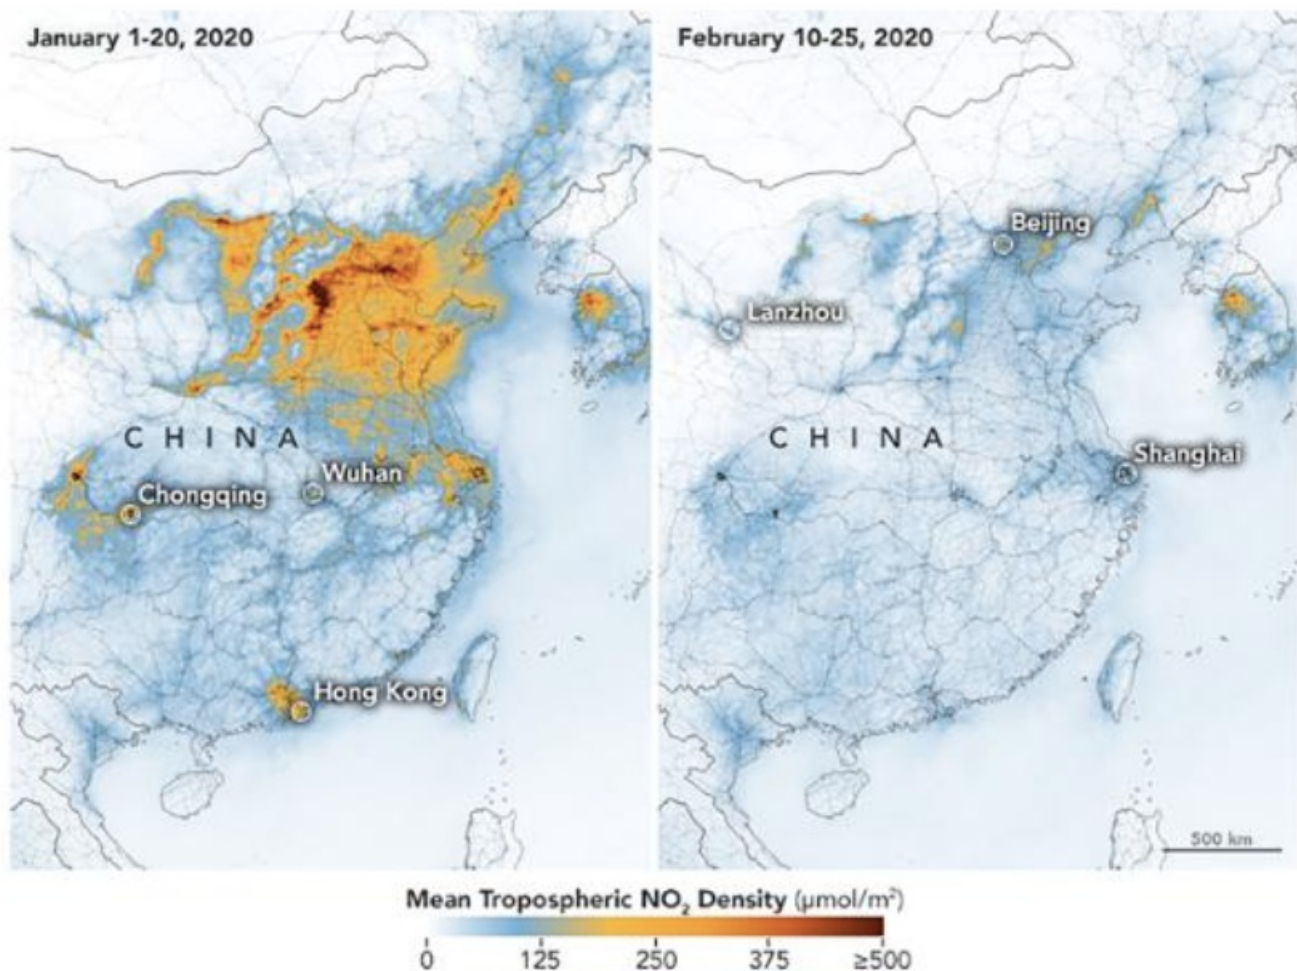 January 1-20, 2020
CHINA
Wuhan
Chongqing
Hong Kong
February 10-25, 2020
Beijing
Lanzhou
CHINA
Shanghai
500 km
Mean Tropospheric NO₂ Density (µmol/m²)
0 125 250 375 ≥500